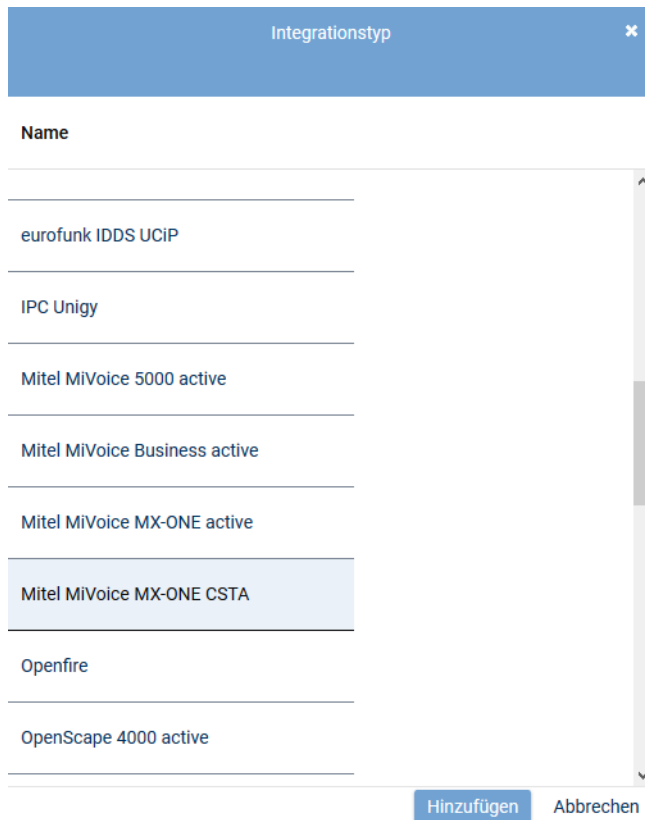 Integrationstyp
Name
eurofunk IDDS UCiP
IPC Unigy
Mitel MiVoice 5000 active
Mitel MiVoice Business active
Mitel MiVoice MX-ONE active
Mitel MiVoice MX-ONE CSTA
Openfire
OpenScape 4000 active
Hinzufügen Abbrechen